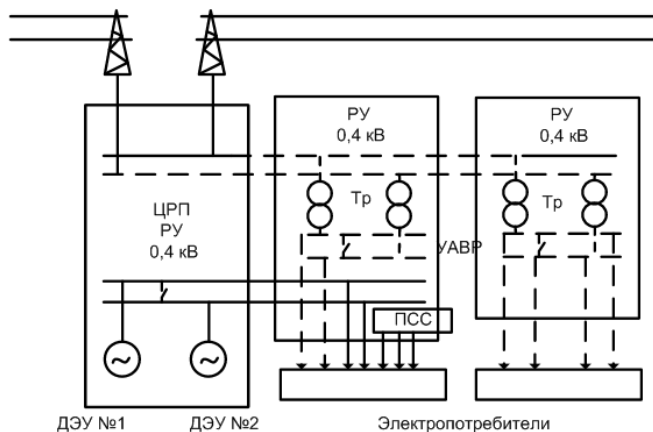 РУ
0,4 кВ
РУ
0,4 кВ
ЦРП
РУ
0,4 кВ
Тр
Тр
УАВР
ПСС
ДЭУ №1
ДЭУ №2
Электропотребители